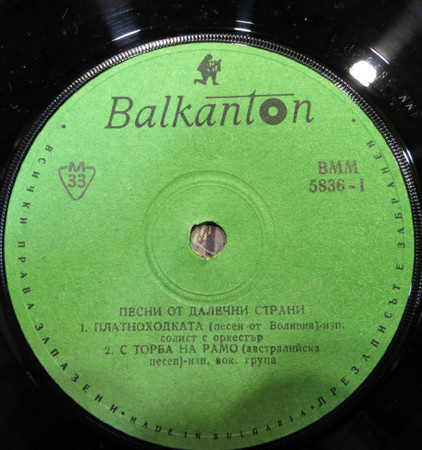 Balkanton
M
33
ВММ
5836-I
ПЕСНИ ОТ ДАЛЕЧНИ СТРАНИ
1. ПЛАТНОХОДКАТА (песен от Боливия)-изп.
солист с оркестър
2. С ТОРБА НА РАМО (австралийска
песен)-изп. вок. група
ВСИЧКИ ПРАВА ЗАПАЗЕНИ • MADE IN BULGARIA • ПРЕЗАПИСЪТ Е ЗАБРАНЕН